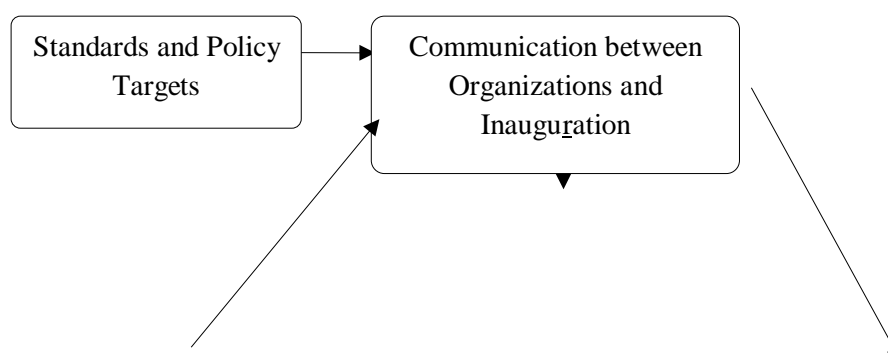 Standards and Policy
Targets
Communication between
Organizations and
Inauguration